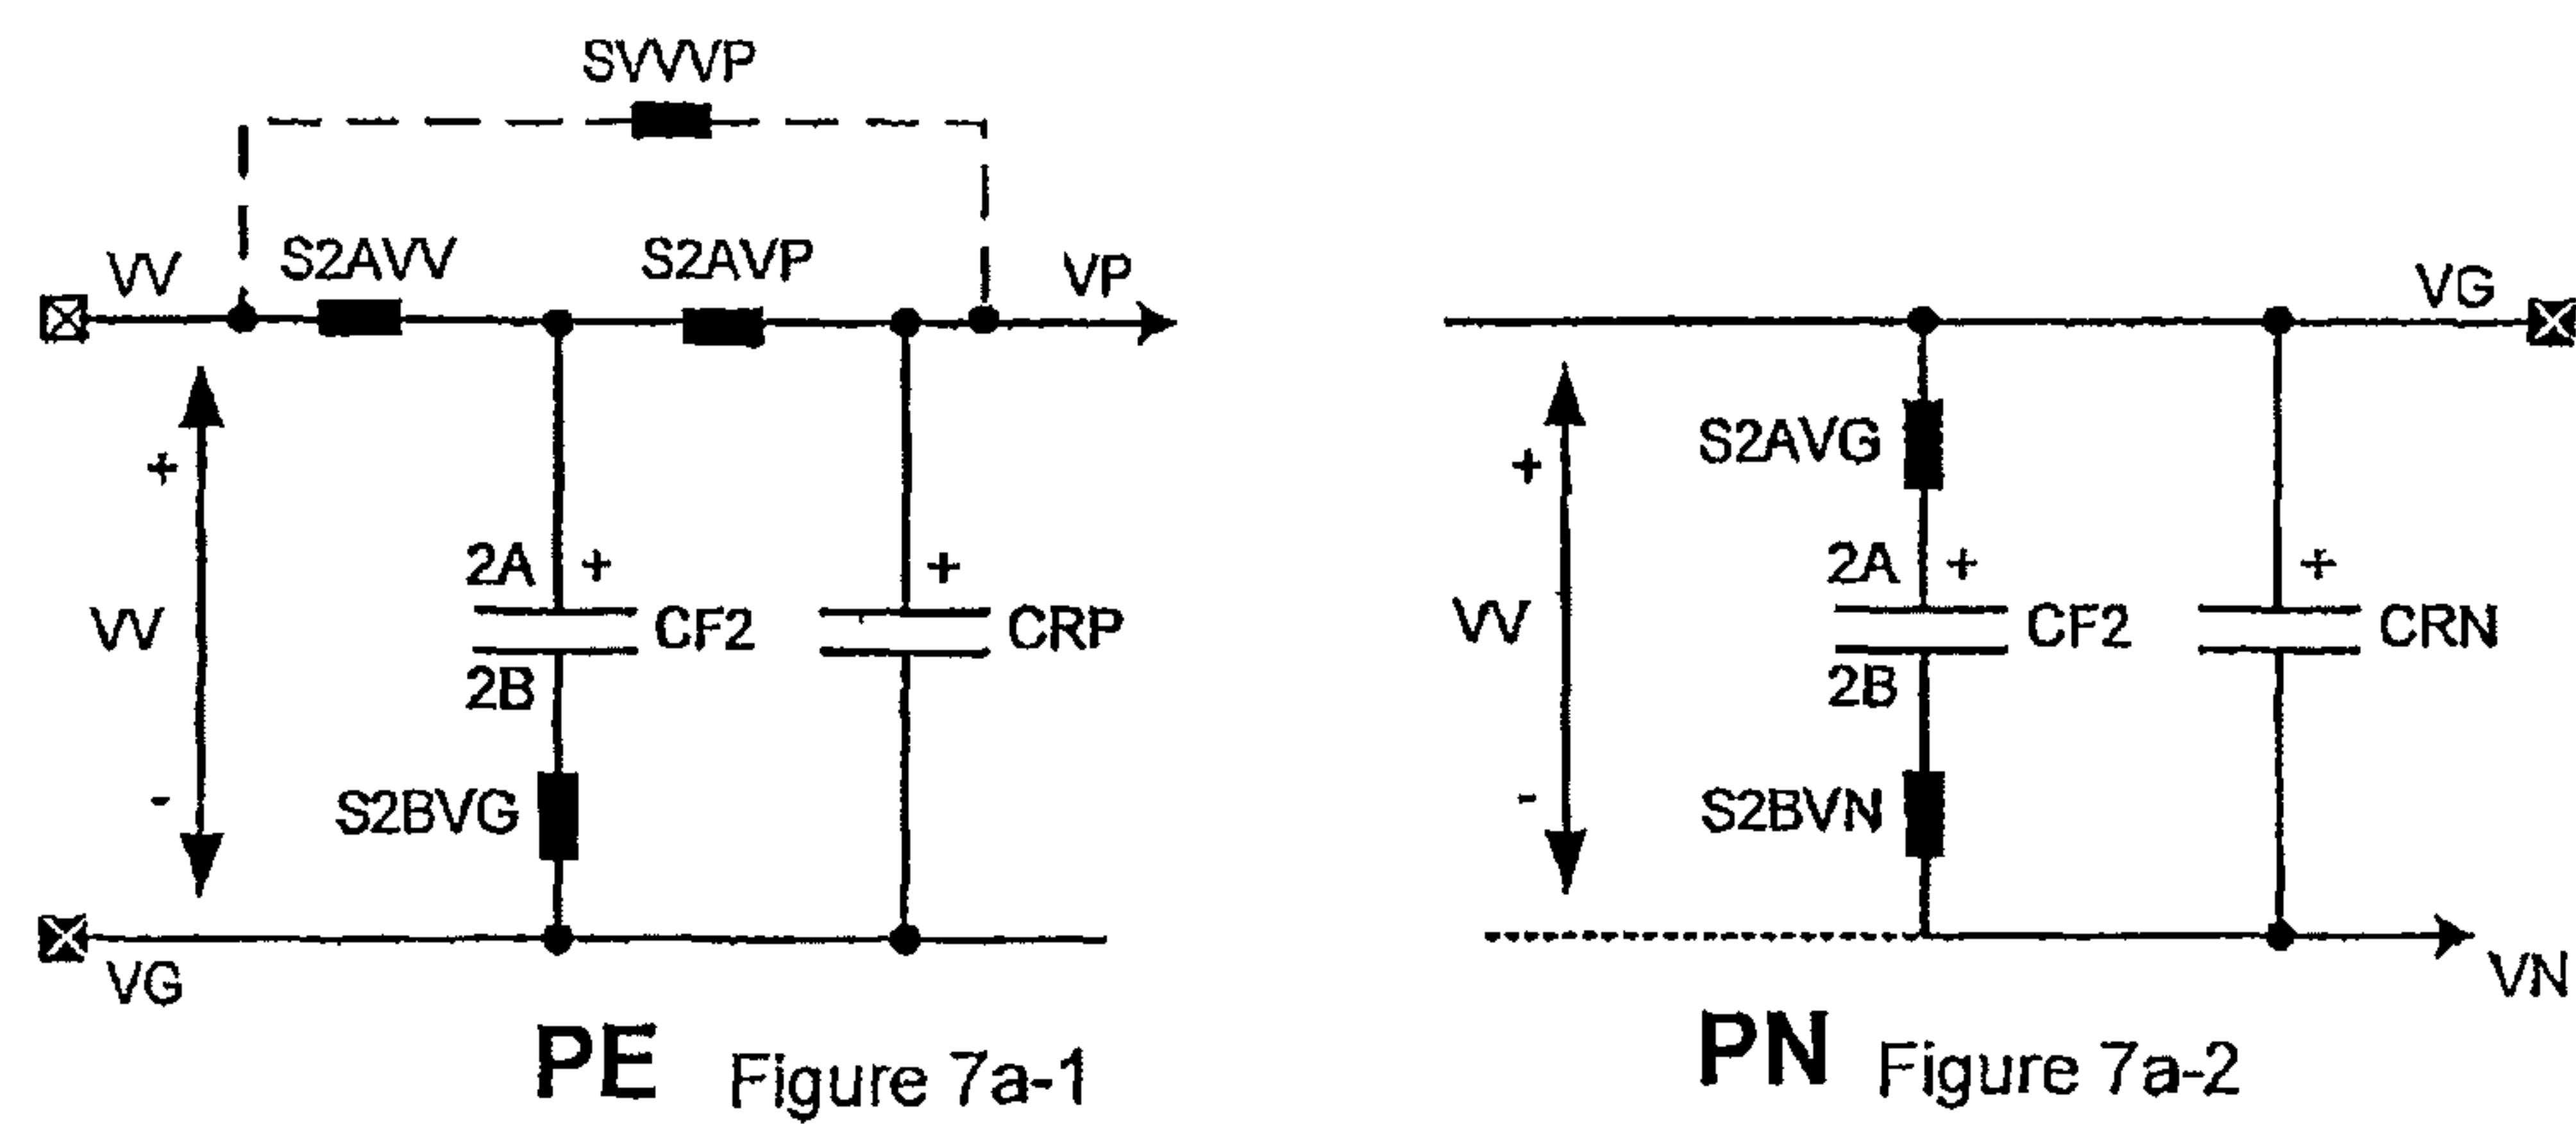 SVVVP
VV
S2AVV
S2AVP
VP
VG
+
+
S2AVG
2A
+
+
2A
+
+
VV
CF2
CRP
VV
CF2
CRN
2B
2B
-
S2BVG
-
S2BVN
VG
VN
PE Figure 7a-1
PN Figure 7a-2